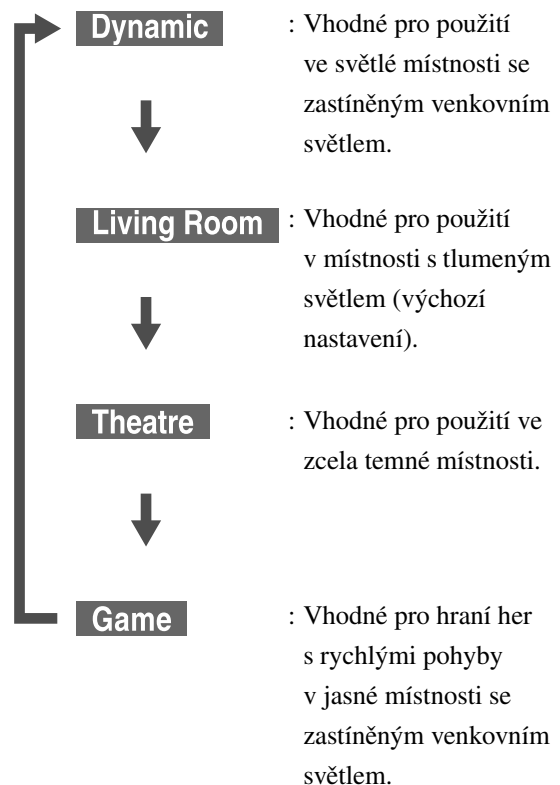 Dynamic : Vhodné pro použití
ve světlé místnosti se
zastíněným venkovním
světlem.
Living Room : Vhodné pro použití
v místnosti s tlumeným
světlem (výchozí
nastavení).
Theatre : Vhodné pro použití ve
zcela temné místnosti.
Game : Vhodné pro hraní her
s rychlými pohyby
v jasné místnosti se
zastíněným venkovním
světlem.